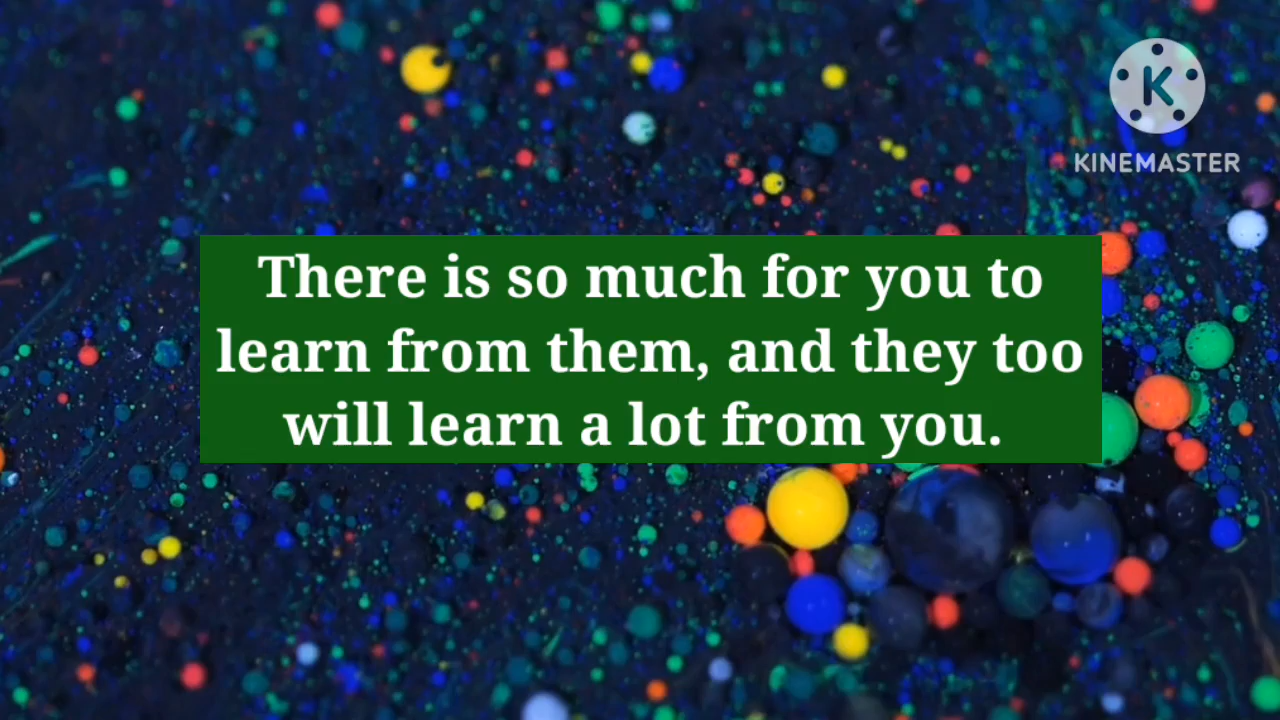 KINEMASTER
There is so much for you to
learn from them, and they too
will learn a lot from you.